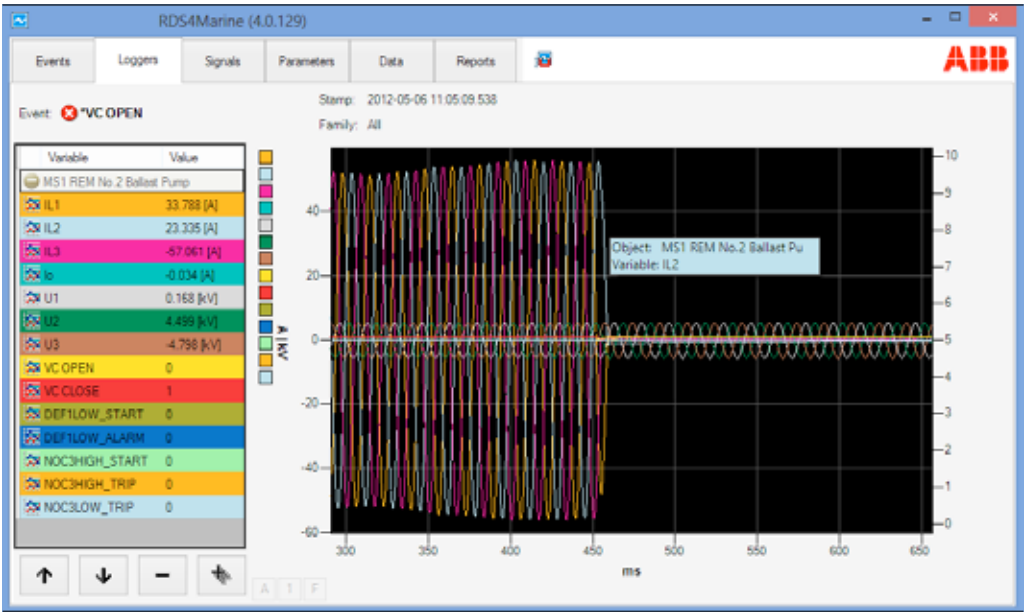 RDS4Marine (4.0.129)
Events Loggers Signals Parameters Data Reports
ABB
Event: *VC OPEN
Stamp: 2012-05-06 11:05:09.538
Family: All
Variable Value
MS1 REM No.2 Ballast Pump
IL1 33.788 [A]
IL2 23.335 [A]
IL3 -57.061 [A]
Io -0.034 [A]
U1 0.168 [kV]
U2 4.499 [kV]
U3 -4.798 [kV]
VC OPEN 0
VC CLOSE 1
DEF1LOW_START 0
DEF1LOW_ALARM 0
NOC3HIGH_START 0
NOC3HIGH_TRIP 0
NOC3LOW_TRIP 0
A | kV
40
20
0
-20
-40
-60
Object: MS1 REM No.2 Ballast Pu
Variable: IL2
10
9
8
7
6
5
4
3
2
1
0
300 350 400 450 500 550 600 650
ms
A 1 F